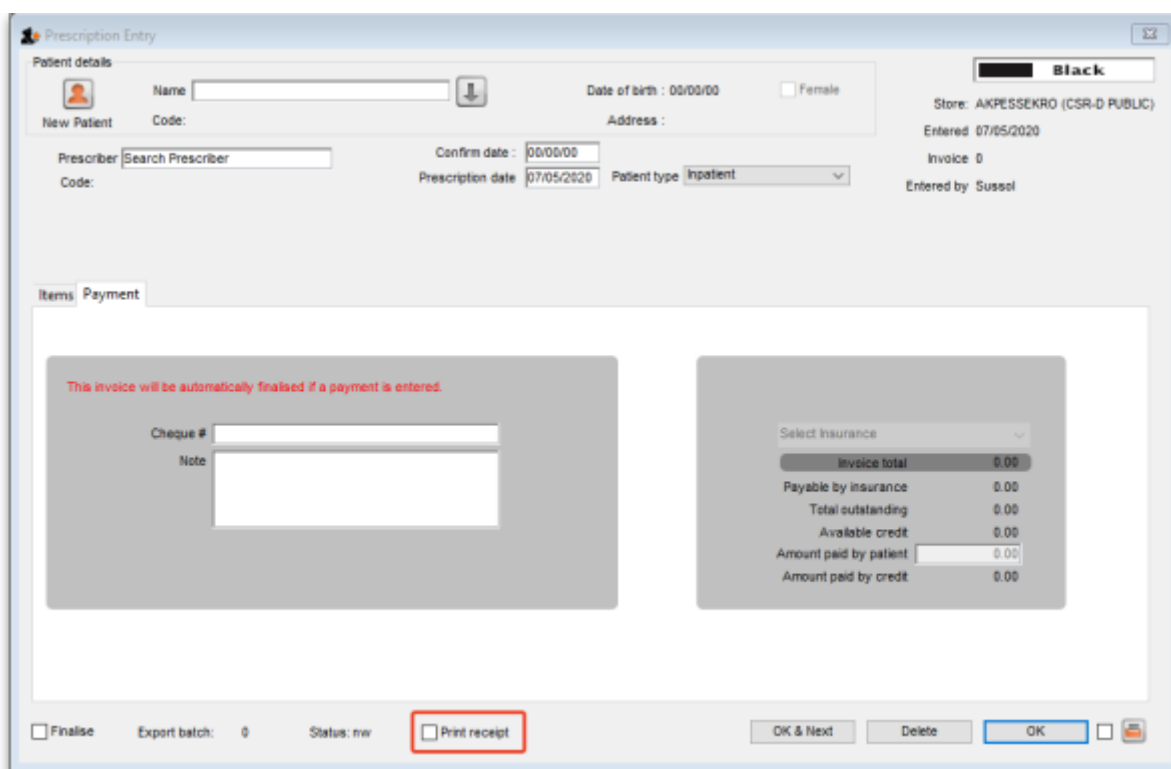 Prescription Entry
Patient details
Black
Name
Date of birth : 00/00/00
Female
Store: AKPESSEKRO (CSR-D PUBLIC)
New Patient
Code:
Address :
Entered 07/05/2020
Prescriber Search Prescriber
Confirm date : 00/00/00
Invoice 0
Code:
Prescription date 07/05/2020
Patient type Inpatient
Entered by Sussol
Items Payment
This invoice will be automatically finalised if a payment is entered.
Cheque #
Select Insurance
Note
Invoice total 0.00
Payable by insurance 0.00
Total outstanding 0.00
Available credit 0.00
Amount paid by patient 0.00
Amount paid by credit 0.00
Finalise
Export batch: 0
Status: nw
Print receipt
OK & Next
Delete
OK